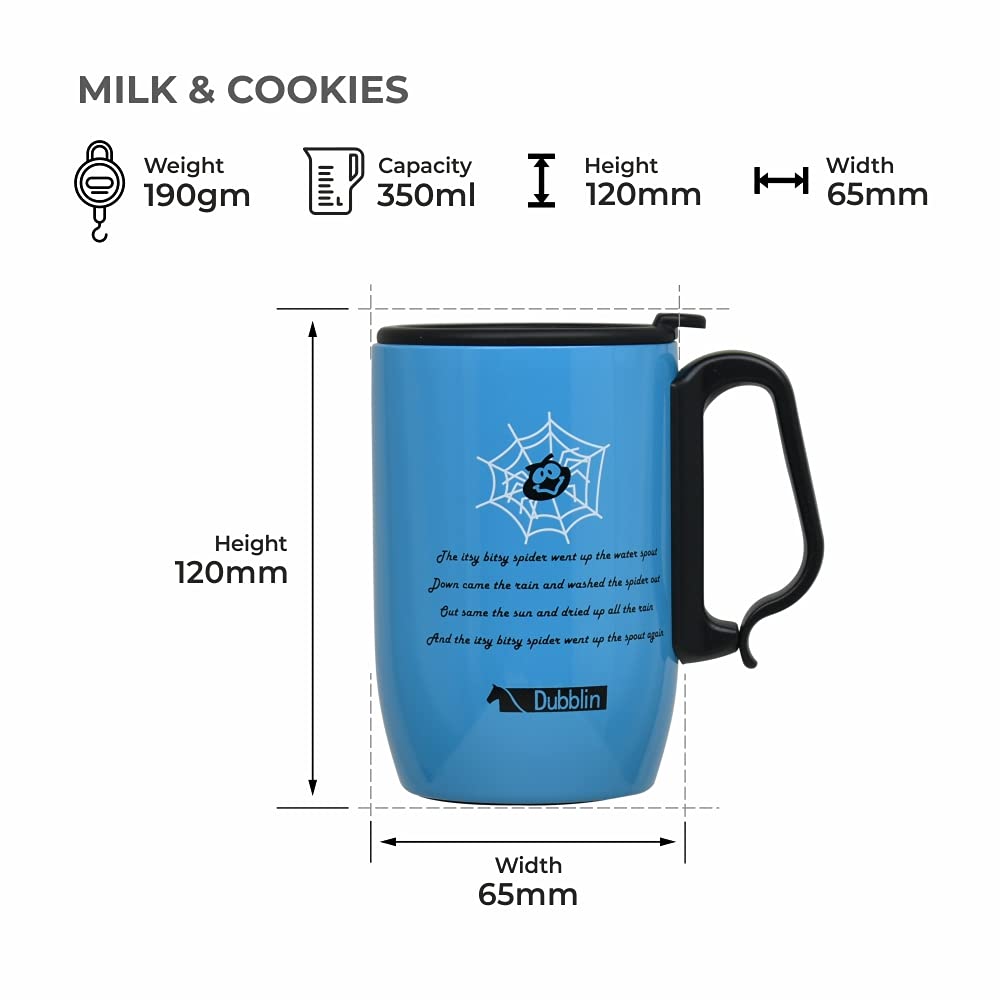 MILK & COOKIES
Weight
190gm
Capacity
350ml
Height
120mm
Width
65mm
The itsy bitsy spider went up the water spout
Down came the rain and washed the spider out
Out same the sun and dried up all the rain
And the itsy bitsy spider went up the spout again
Dubblin
Height
120mm
Width
65mm